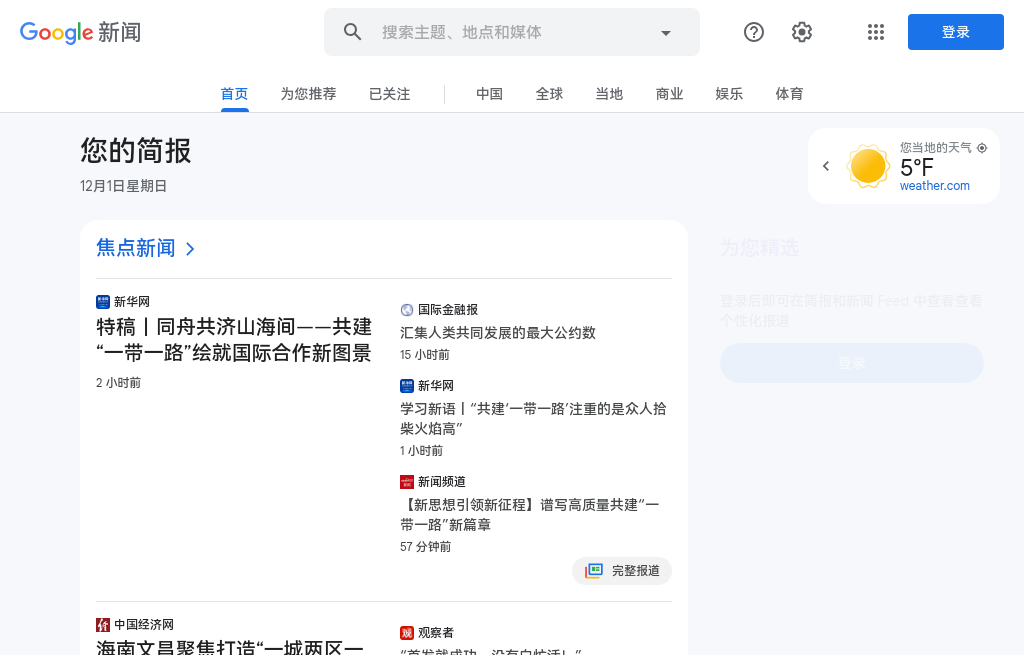 Google 新闻
搜索主题、地点和媒体
登录
首页
为您推荐
已关注
中国
全球
当地
商业
娱乐
体育
您的简报
12月1日星期日
您当地的天气
5°F
weather.com
焦点新闻
新华网
特稿丨同舟共济山海间——共建
“一带一路”绘就国际合作新图景
2 小时前
国际金融报
汇集人类共同发展的最大公约数
15 小时前
新华网
学习新语丨“共建‘一带一路’注重的是众人拾
柴火焰高”
1 小时前
新闻频道
【新思想引领新征程】谱写高质量共建“一
带一路”新篇章
57 分钟前
完整报道
为您精选
登录后即可在简报和新闻 Feed 中查看查看
个性化报道
登录
中国经济网
海南文昌聚焦打造“一城两区一
观察者
“首发就成功，没有白忙活！”